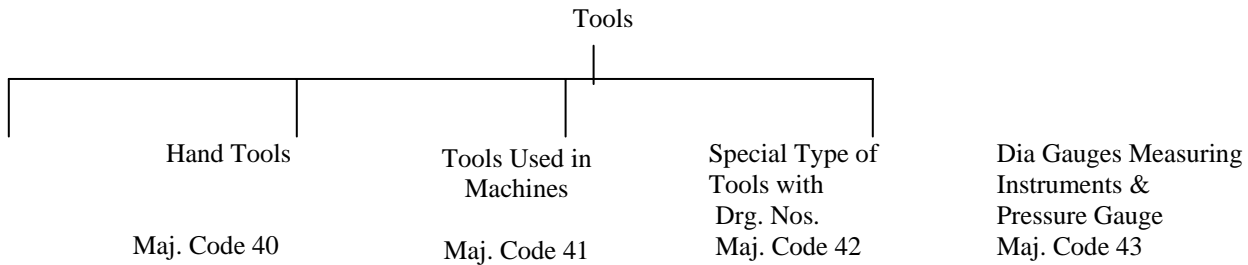 Tools
Hand Tools
Maj. Code 40
Tools Used in
Machines
Maj. Code 41
Special Type of
Tools with
Drg. Nos.
Maj. Code 42
Dia Gauges Measuring
Instruments &
Pressure Gauge
Maj. Code 43